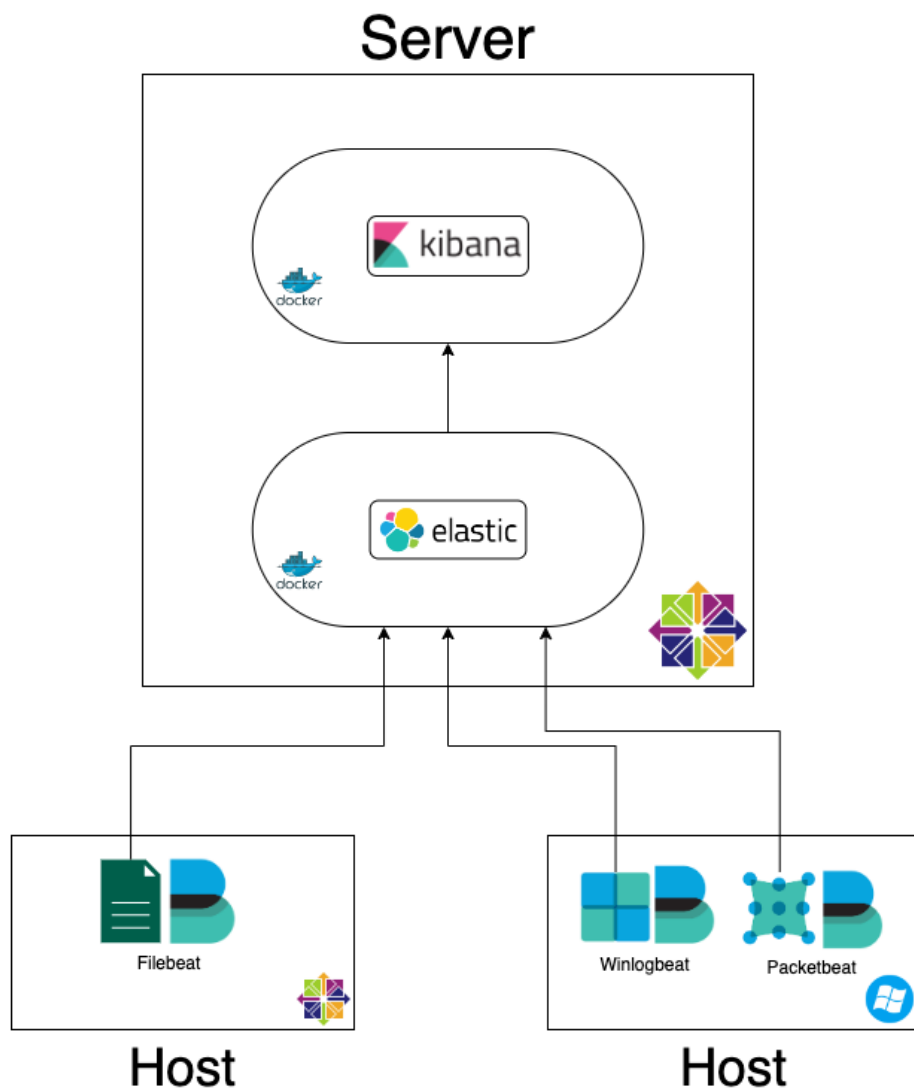 Server
kibana
docker
elastic
docker
Filebeat
Winlogbeat
Packetbeat
Host
Host